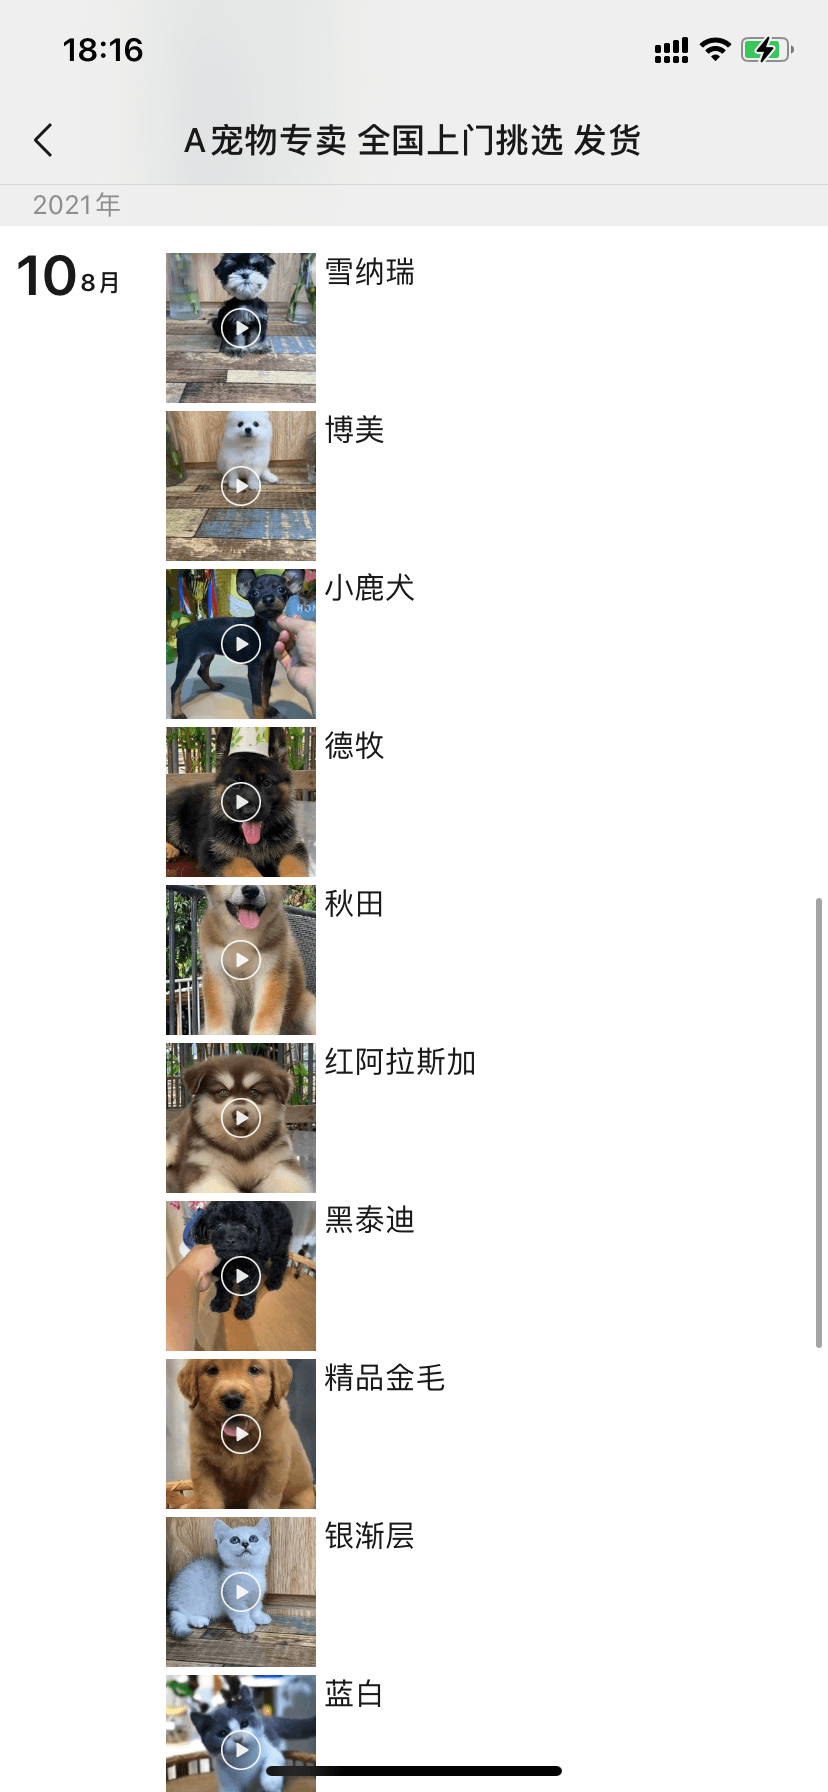 18:16
A宠物专卖 全国上门挑选 发货
2021年
10 8月
雪纳瑞
博美
小鹿犬
德牧
秋田
红阿拉斯加
黑泰迪
精品金毛
银渐层
蓝白